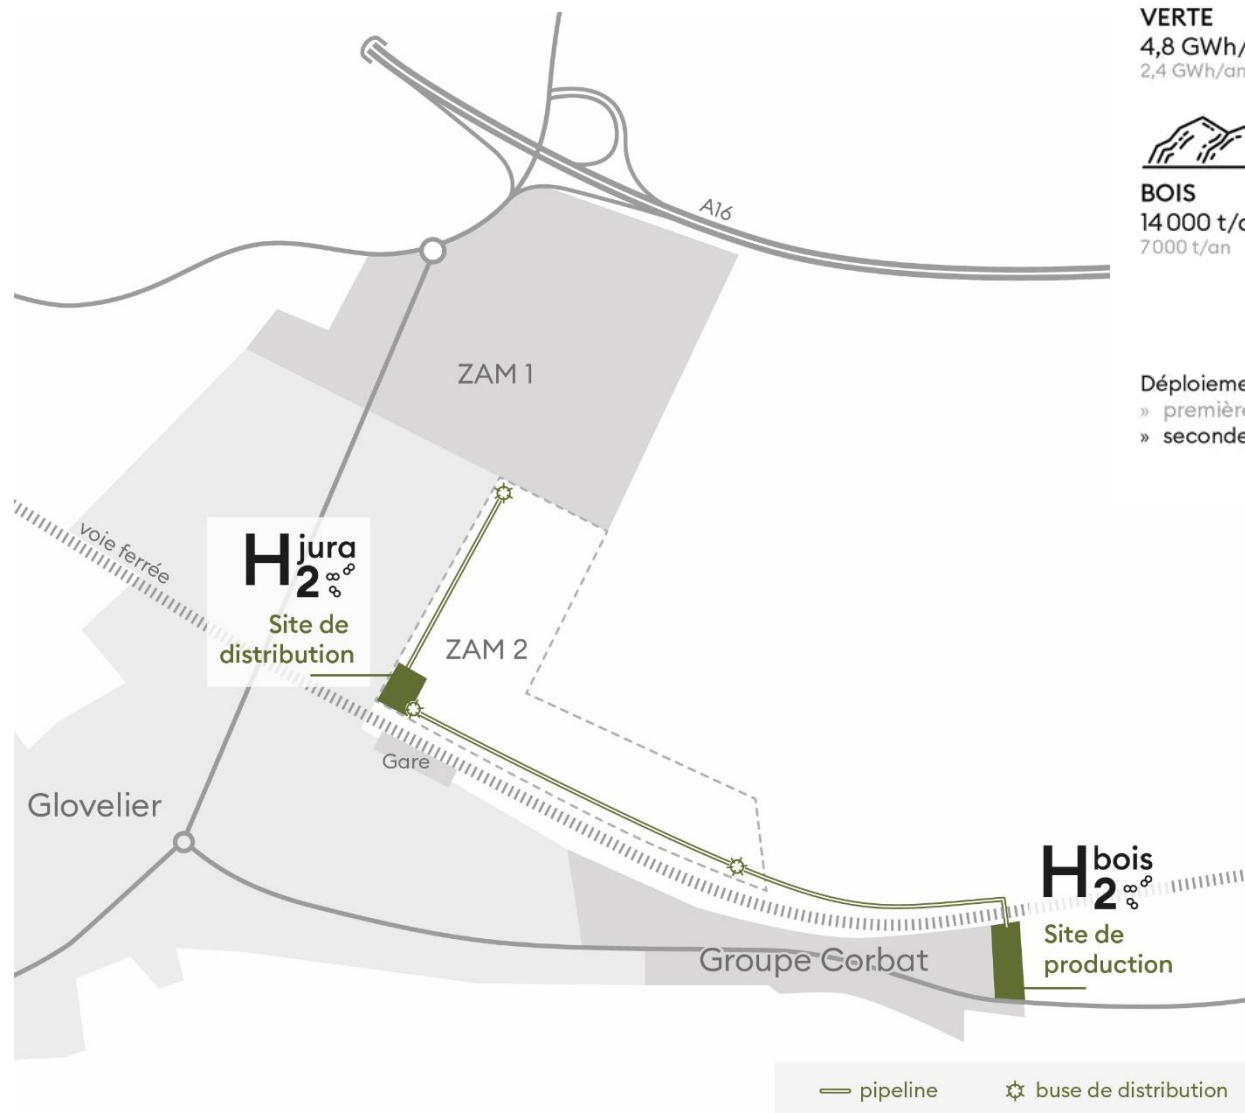 VERTE
4,8 GWh/
2,4 GWh/an
BOIS
14 000 t/
7000 t/an
A16
ZAM 1
Déploieme
» première
» seconde
voie ferrée
H2 jura
Site de
distribution
ZAM 2
Gare
Glovelier
H2 bois
Site de
production
Groupe Corbat
pipeline
buse de distribution